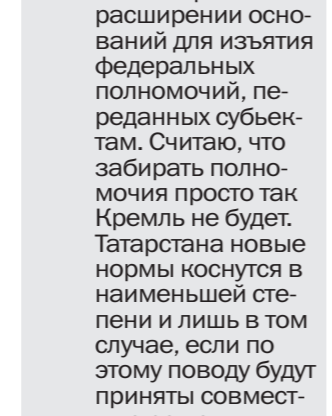 расширении осно-
ваний для изъятия
федеральных
полномочий, пе-
реданных субъек-
там. Считаю, что
забирать полно-
мочия просто так
Кремль не будет.
Татарстана новые
нормы коснутся в
наименьшей сте-
пени и лишь в том
случае, если по
этому поводу будут
приняты совмест-